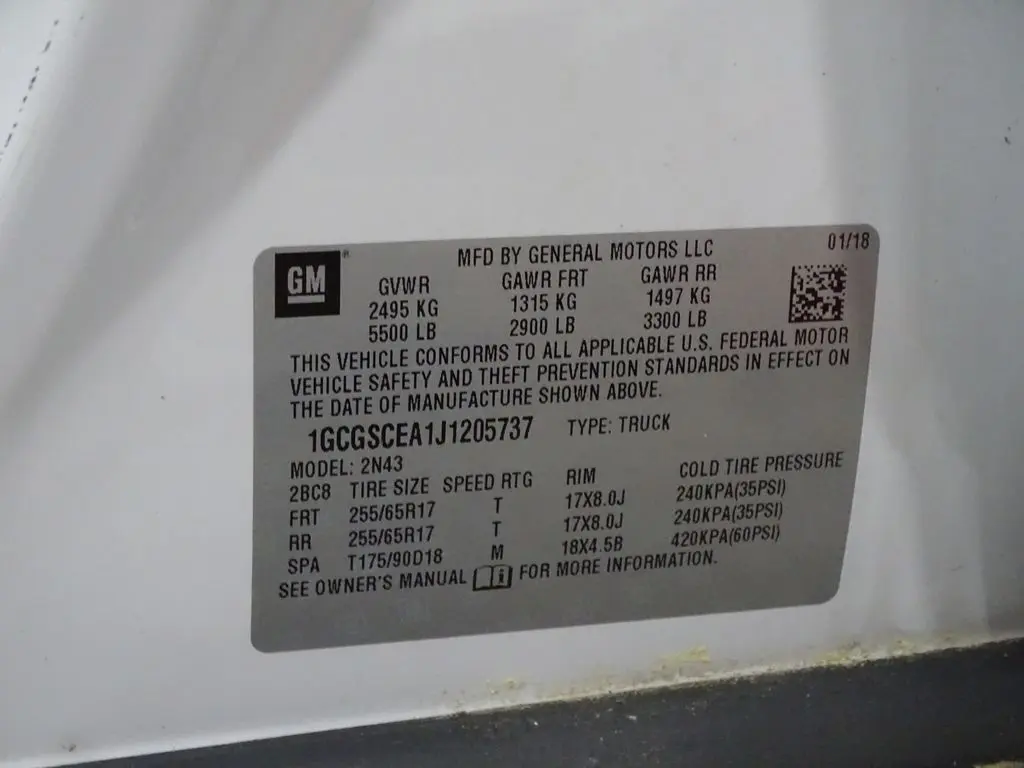 GM®
MFD BY GENERAL MOTORS LLC 01/18
GVWR GAWR FRT GAWR RR
2495 KG 1315 KG 1497 KG
5500 LB 2900 LB 3300 LB
THIS VEHICLE CONFORMS TO ALL APPLICABLE U.S. FEDERAL MOTOR
VEHICLE SAFETY AND THEFT PREVENTION STANDARDS IN EFFECT ON
THE DATE OF MANUFACTURE SHOWN ABOVE.
1GCGSCEA1J1205737 TYPE: TRUCK
MODEL: 2N43
2BC8 TIRE SIZE SPEED RTG RIM COLD TIRE PRESSURE
FRT 255/65R17 T 17X8.0J 240KPA(35PSI)
RR 255/65R17 T 17X8.0J 240KPA(35PSI)
SPA T175/90D18 M 18X4.5B 420KPA(60PSI)
SEE OWNER'S MANUAL i FOR MORE INFORMATION.